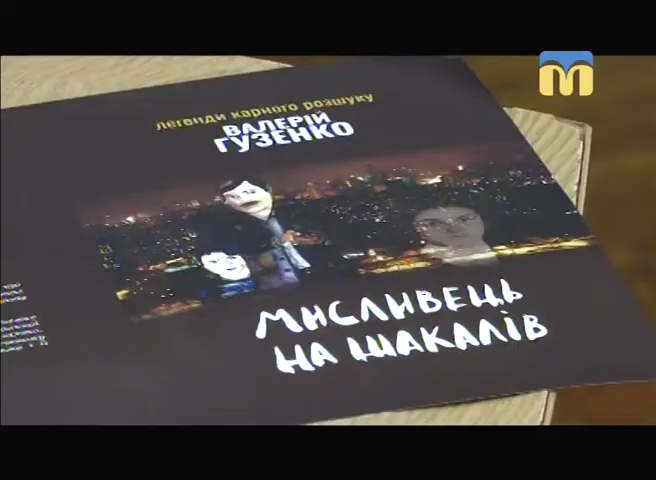 легенди карного розшуку
ВАЛЕРІЙ
ГУЗЕНКО
МИСЛИВЕЦЬ
НА ШАКАЛІВ